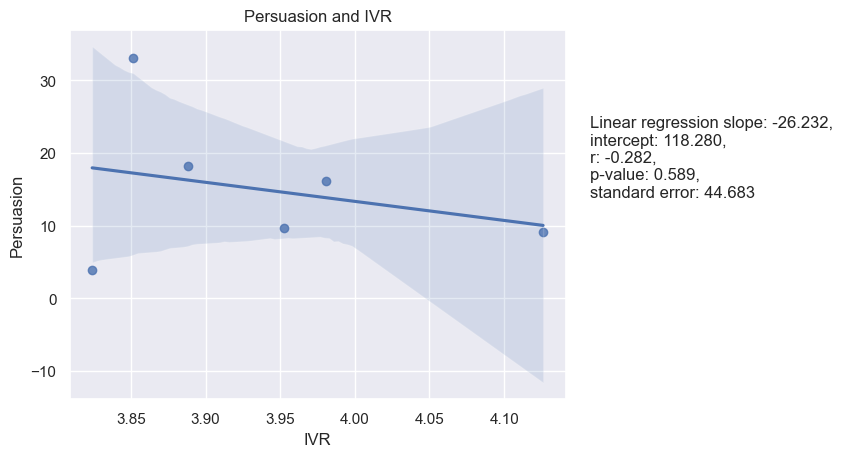 Persuasion and IVR
30
20
10
0
−10
Persuasion
3.85 3.90 3.95 4.00 4.05 4.10
IVR
Linear regression slope: -26.232,
intercept: 118.280,
r: -0.282,
p-value: 0.589,
standard error: 44.683